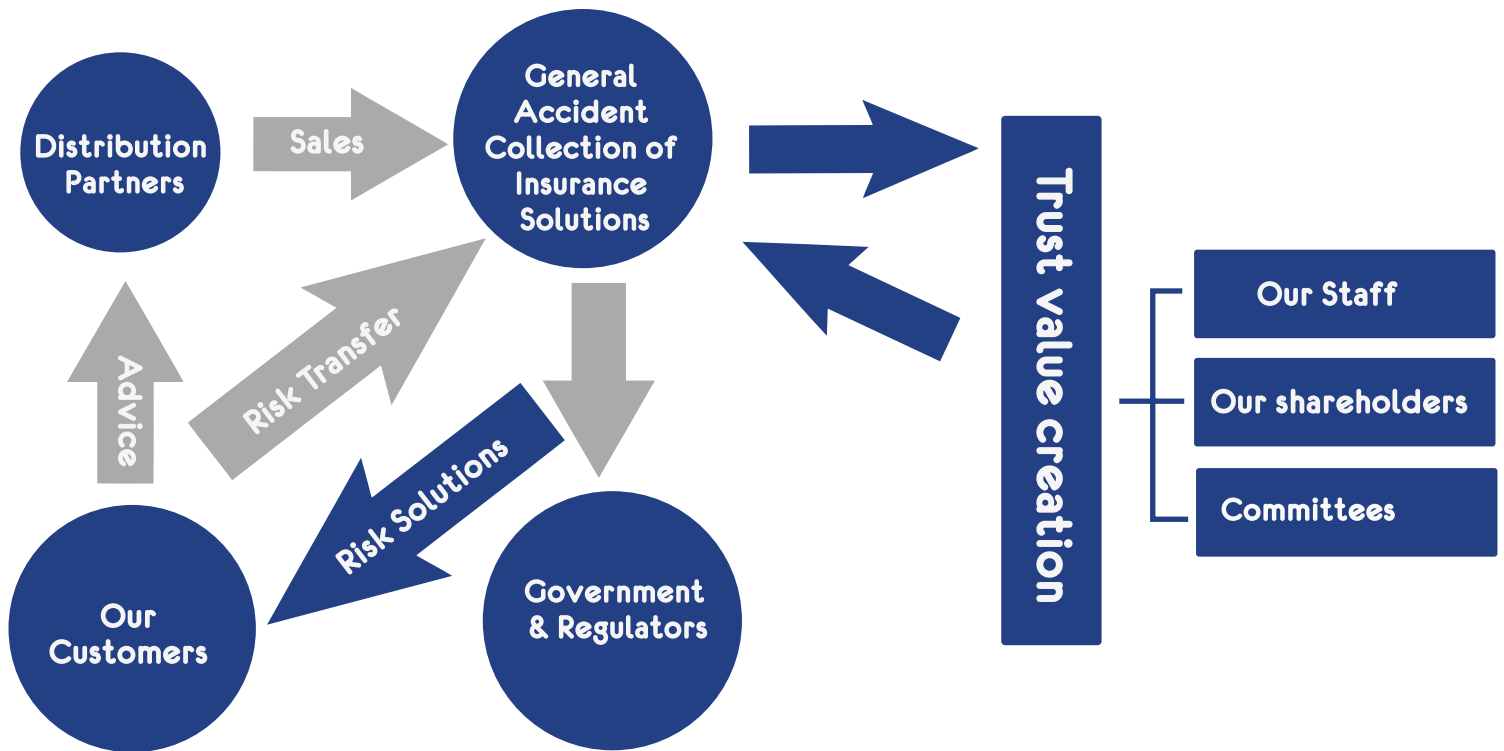 Distribution
Partners
Sales
General
Accident
Collection of
Insurance
Solutions
Advice
Risk Transfer
Risk Solutions
Our
Customers
Government
& Regulators
Trust value creation
Our Staff
Our shareholders
Committees